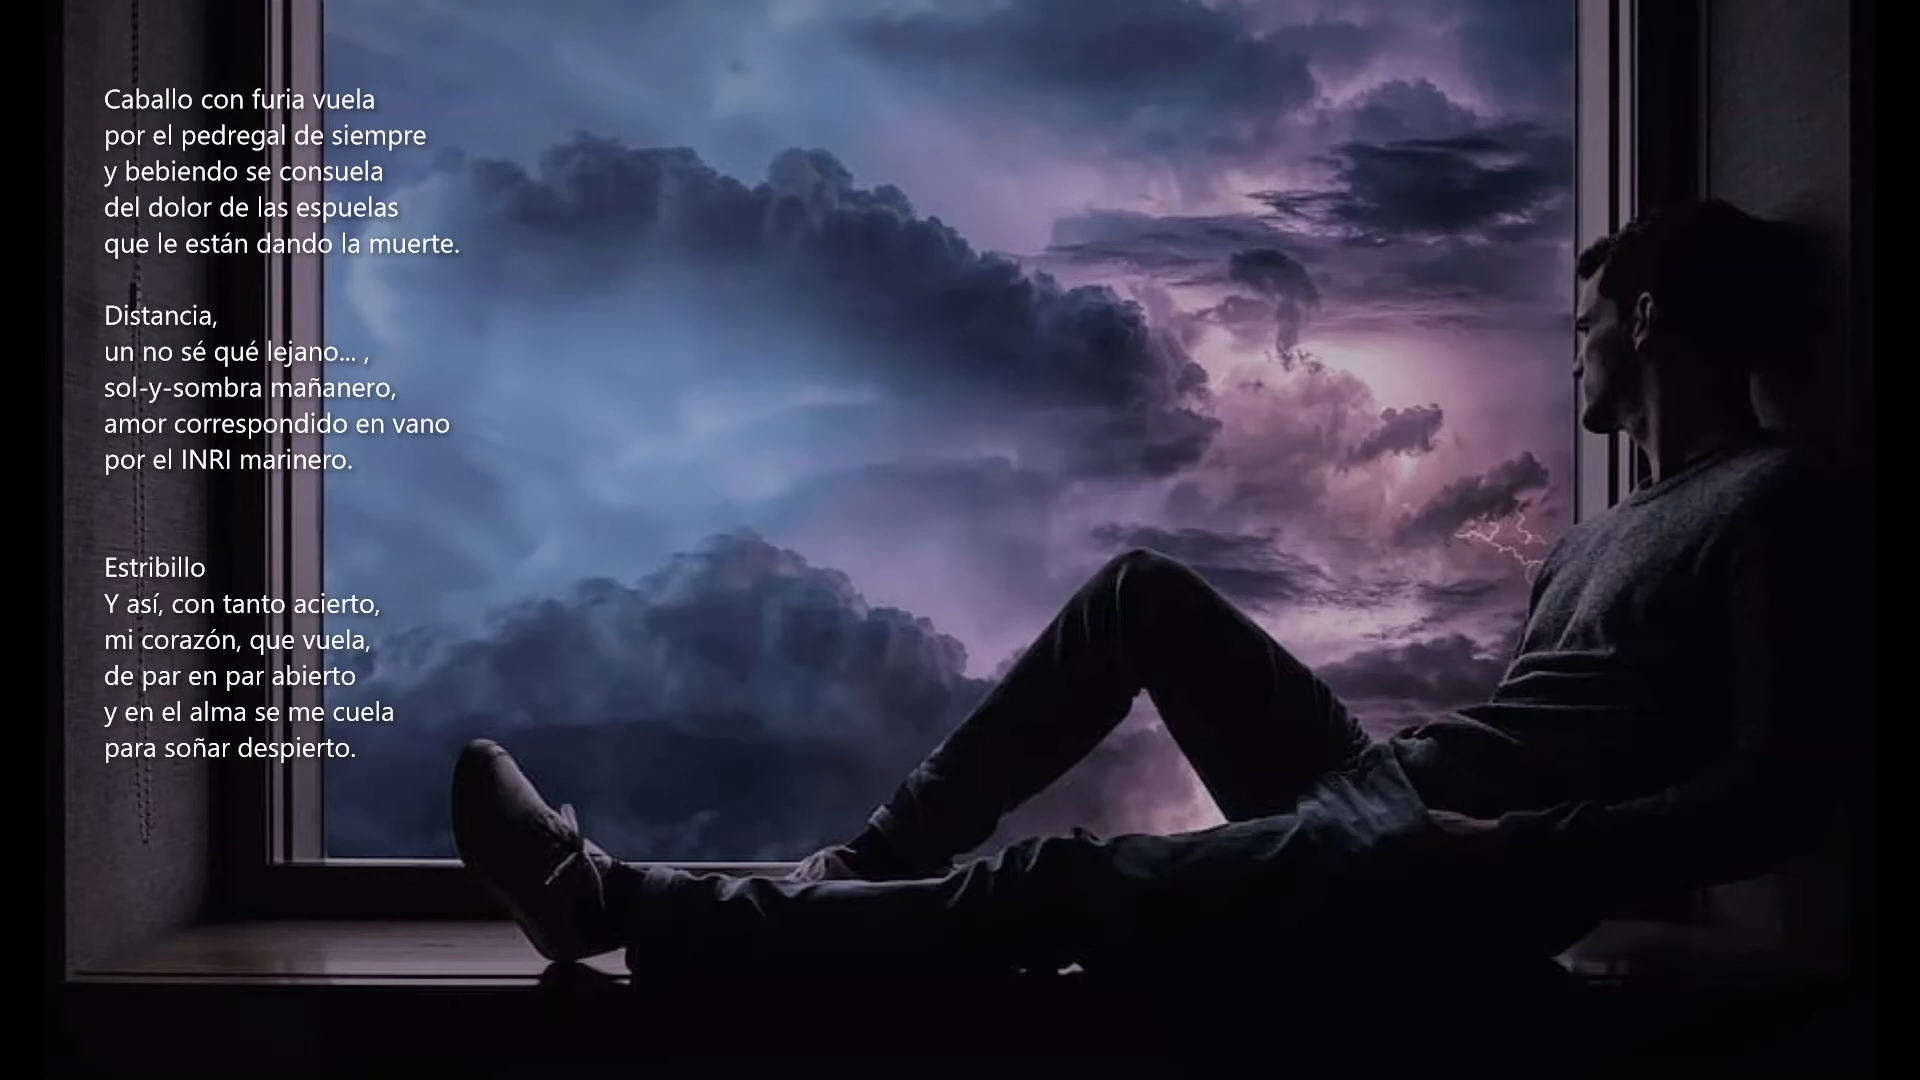 Caballo con furia vuela
por el pedregal de siempre
y bebiendo se consuela
del dolor de las espuelas
que le están dando la muerte.
Distancia,
un no sé qué lejano... ,
sol-y-sombra mañanero,
amor correspondido en vano
por el INRI marinero.
Estribillo
Y así, con tanto acierto,
mi corazón, que vuela,
de par en par abierto
y en el alma se me cuela
para soñar despierto.